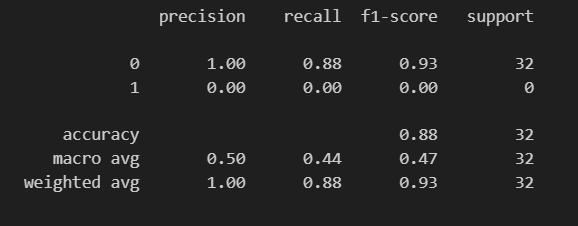 precision recall f1-score support
0 1.00 0.88 0.93 32
1 0.00 0.00 0.00 0
accuracy 0.88 32
macro avg 0.50 0.44 0.47 32
weighted avg 1.00 0.88 0.93 32